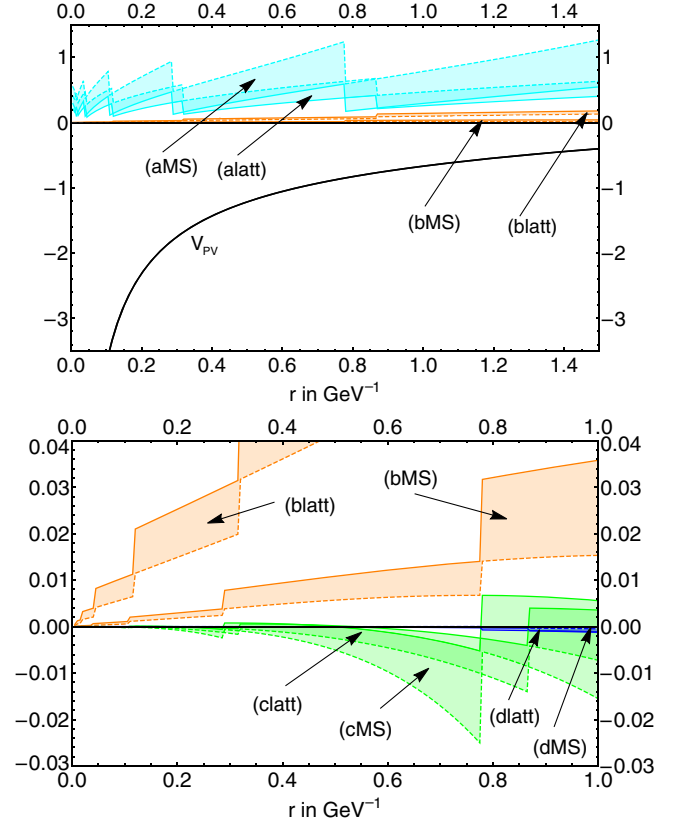 0.0 0.2 0.4 0.6 0.8 1.0 1.2 1.4
1 1
0 0
(aMS) (alatt) (bMS) (blatt)
−1 −1
V_PV
−2 −2
−3 −3
0.0 0.2 0.4 0.6 0.8 1.0 1.2 1.4
r in GeV⁻¹
0.0 0.2 0.4 0.6 0.8 1.0
0.04 0.04
(bMS)
0.03 0.03
(blatt)
0.02 0.02
0.01 0.01
0.00 0.00
−0.01 −0.01
(clatt) (cMS) (dlatt) (dMS)
−0.02 −0.02
−0.03 −0.03
0.0 0.2 0.4 0.6 0.8 1.0
r in GeV⁻¹